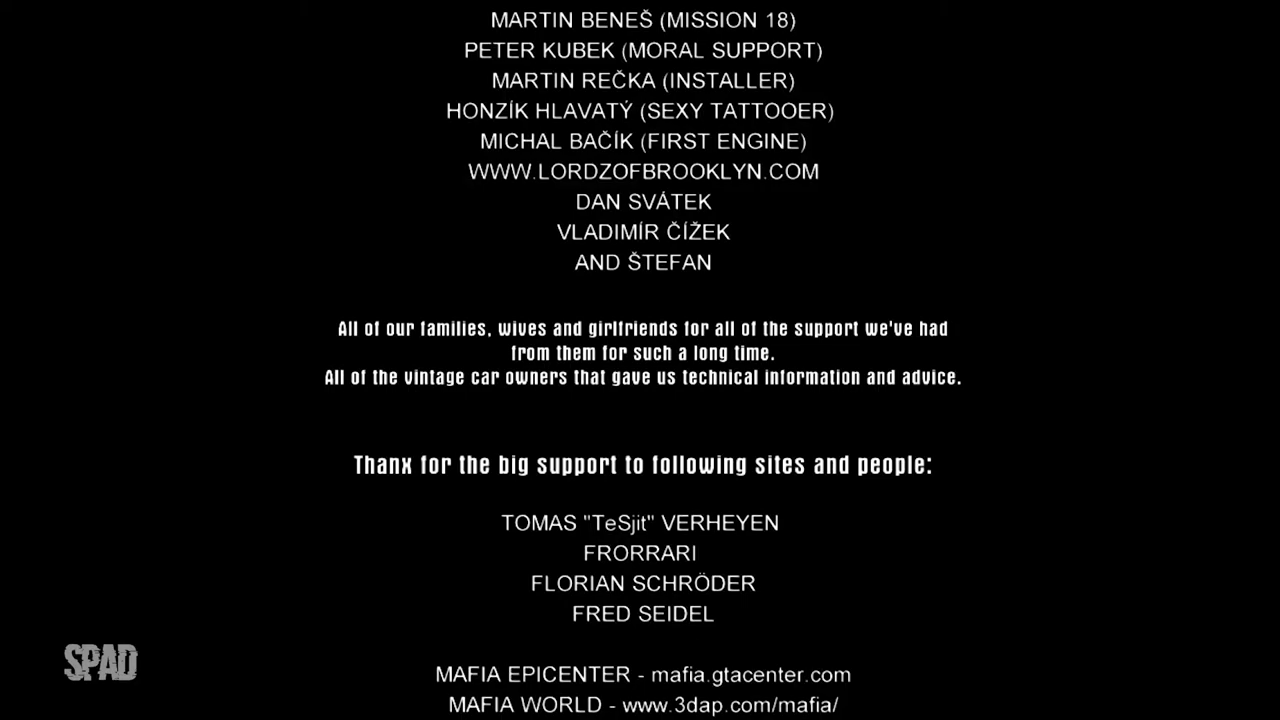 MARTIN BENEŠ (MISSION 18)
PETER KUBEK (MORAL SUPPORT)
MARTIN REČKA (INSTALLER)
HONZÍK HLAVATÝ (SEXY TATTOOER)
MICHAL BAČÍK (FIRST ENGINE)
WWW.LORDZOFBROOKLYN.COM
DAN SVÁTEK
VLADIMÍR ČÍŽEK
AND ŠTEFAN
All of our families, wives and girlfriends for all of the support we've had
from them for such a long time.
All of the vintage car owners that gave us technical information and advice.
Thanx for the big support to following sites and people:
TOMAS "TeSjit" VERHEYEN
FRORRARI
FLORIAN SCHRÖDER
FRED SEIDEL
SPAD
MAFIA EPICENTER - mafia.gtacenter.com
MAFIA WORLD - www.3dap.com/mafia/